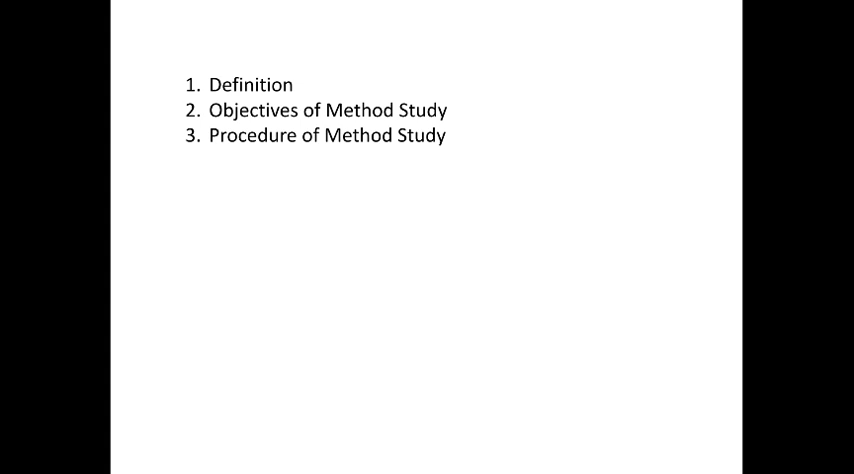 1. Definition
2. Objectives of Method Study
3. Procedure of Method Study